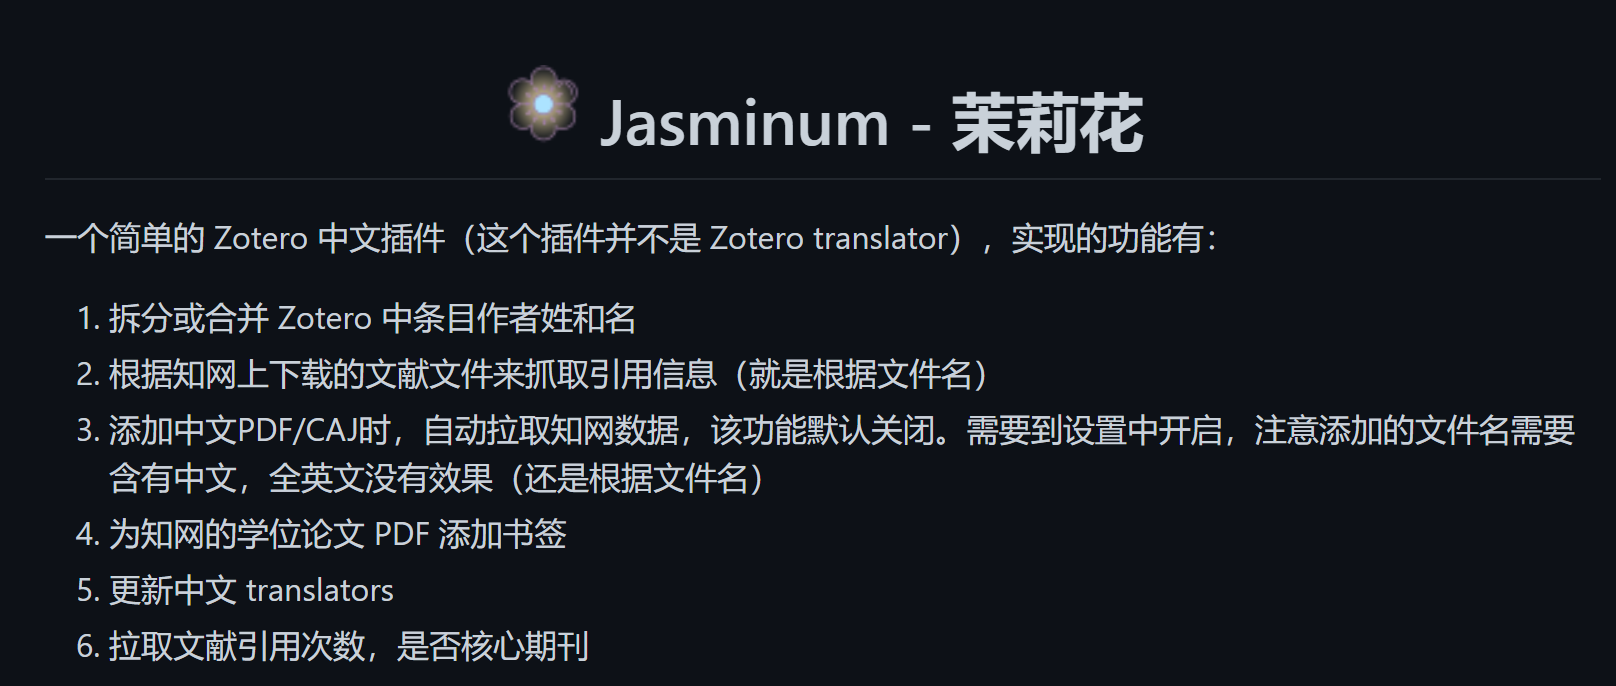 Jasminum - 茉莉花
一个简单的 Zotero 中文插件（这个插件并不是 Zotero translator），实现的功能有：
1. 拆分或合并 Zotero 中条目作者姓和名
2. 根据知网上下载的文献文件来抓取引用信息（就是根据文件名）
3. 添加中文PDF/CAJ时，自动拉取知网数据，该功能默认关闭。需要到设置中开启，注意添加的文件名需要
含有中文，全英文没有效果（还是根据文件名）
4. 为知网的学位论文 PDF 添加书签
5. 更新中文 translators
6. 拉取文献引用次数，是否核心期刊